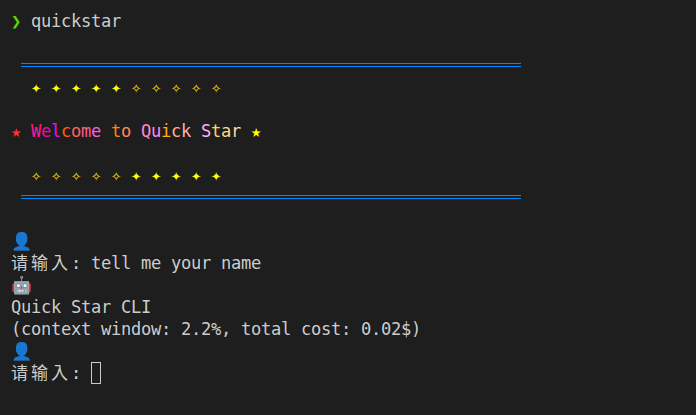 ❯ quickstar
✦ ✦ ✦ ✦ ✦ ✧ ✧ ✧ ✧ ✧
★ Welcome to Quick Star ★
✧ ✧ ✧ ✧ ✧ ✦ ✦ ✦ ✦ ✦
👤
请输入: tell me your name
🤖
Quick Star CLI
(context window: 2.2%, total cost: 0.02$)
👤
请输入: